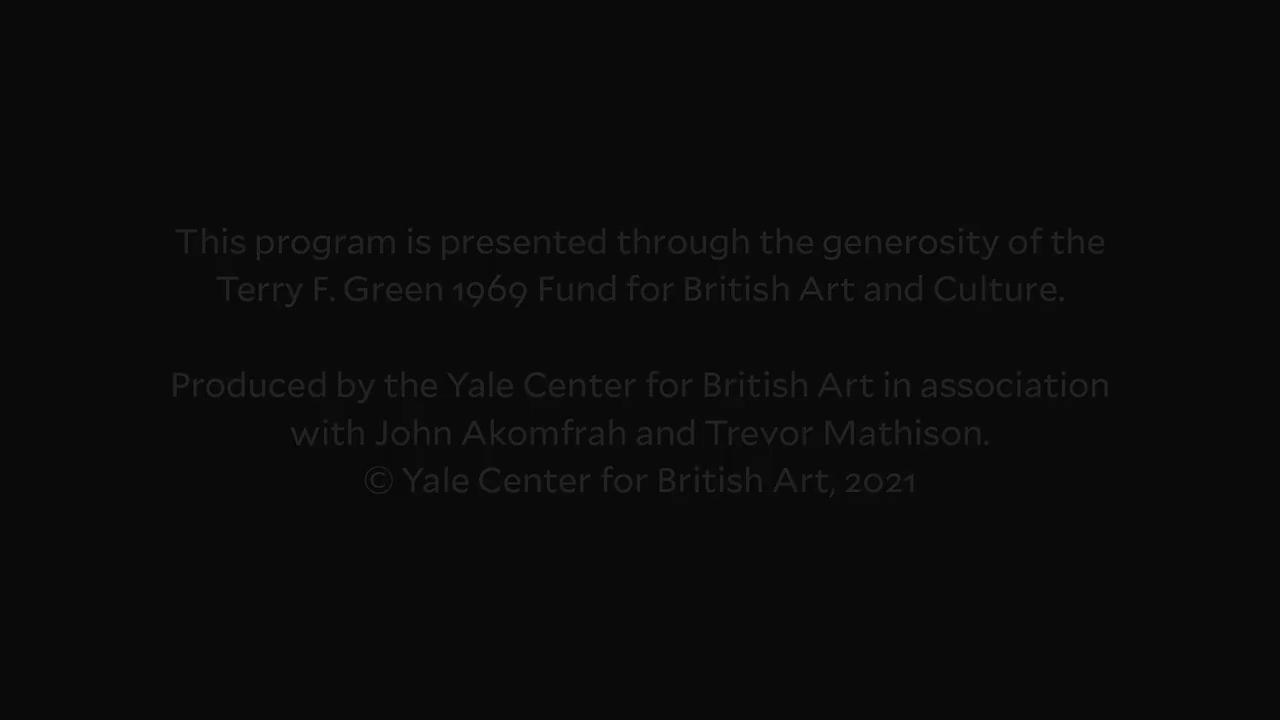 This program is presented through the generosity of the
Terry F. Green 1969 Fund for British Art and Culture.
Produced by the Yale Center for British Art in association
with John Akomfrah and Trevor Mathison.
© Yale Center for British Art, 2021